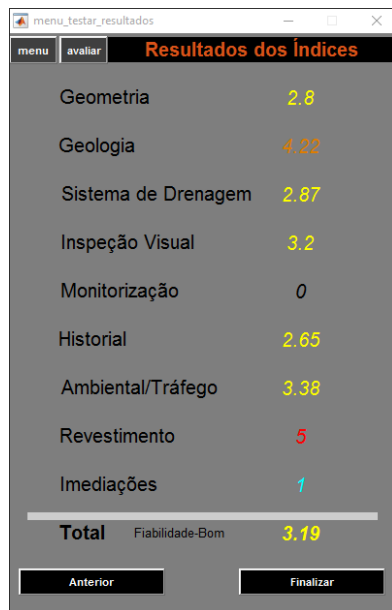 menu_testar_resultados
menu avaliar Resultados dos Índices
Geometria 2.8
Geologia 4.22
Sistema de Drenagem 2.87
Inspeção Visual 3.2
Monitorização 0
Historial 2.65
Ambiental/Tráfego 3.38
Revestimento 5
Imediações 1
Total Fiabilidade-Bom 3.19
Anterior Finalizar